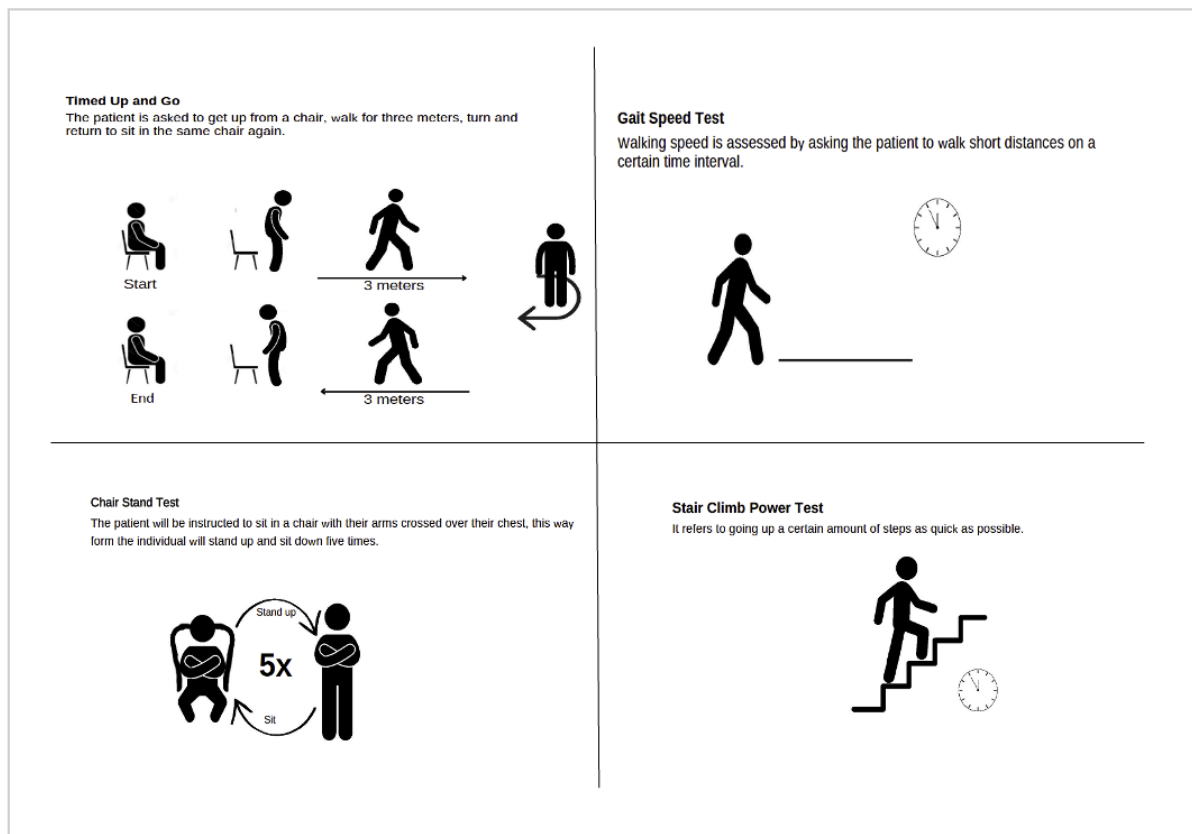 Timed Up and Go
The patient is asked to get up from a chair, walk for three meters, turn and
return to sit in the same chair again.
Start
3 meters
End
3 meters
Gait Speed Test
Walking speed is assessed by asking the patient to walk short distances on a
certain time interval.
Chair Stand Test
The patient will be instructed to sit in a chair with their arms crossed over their chest, this way
form the individual will stand up and sit down five times.
Stand up
5x
Sit
Stair Climb Power Test
It refers to going up a certain amount of steps as quick as possible.